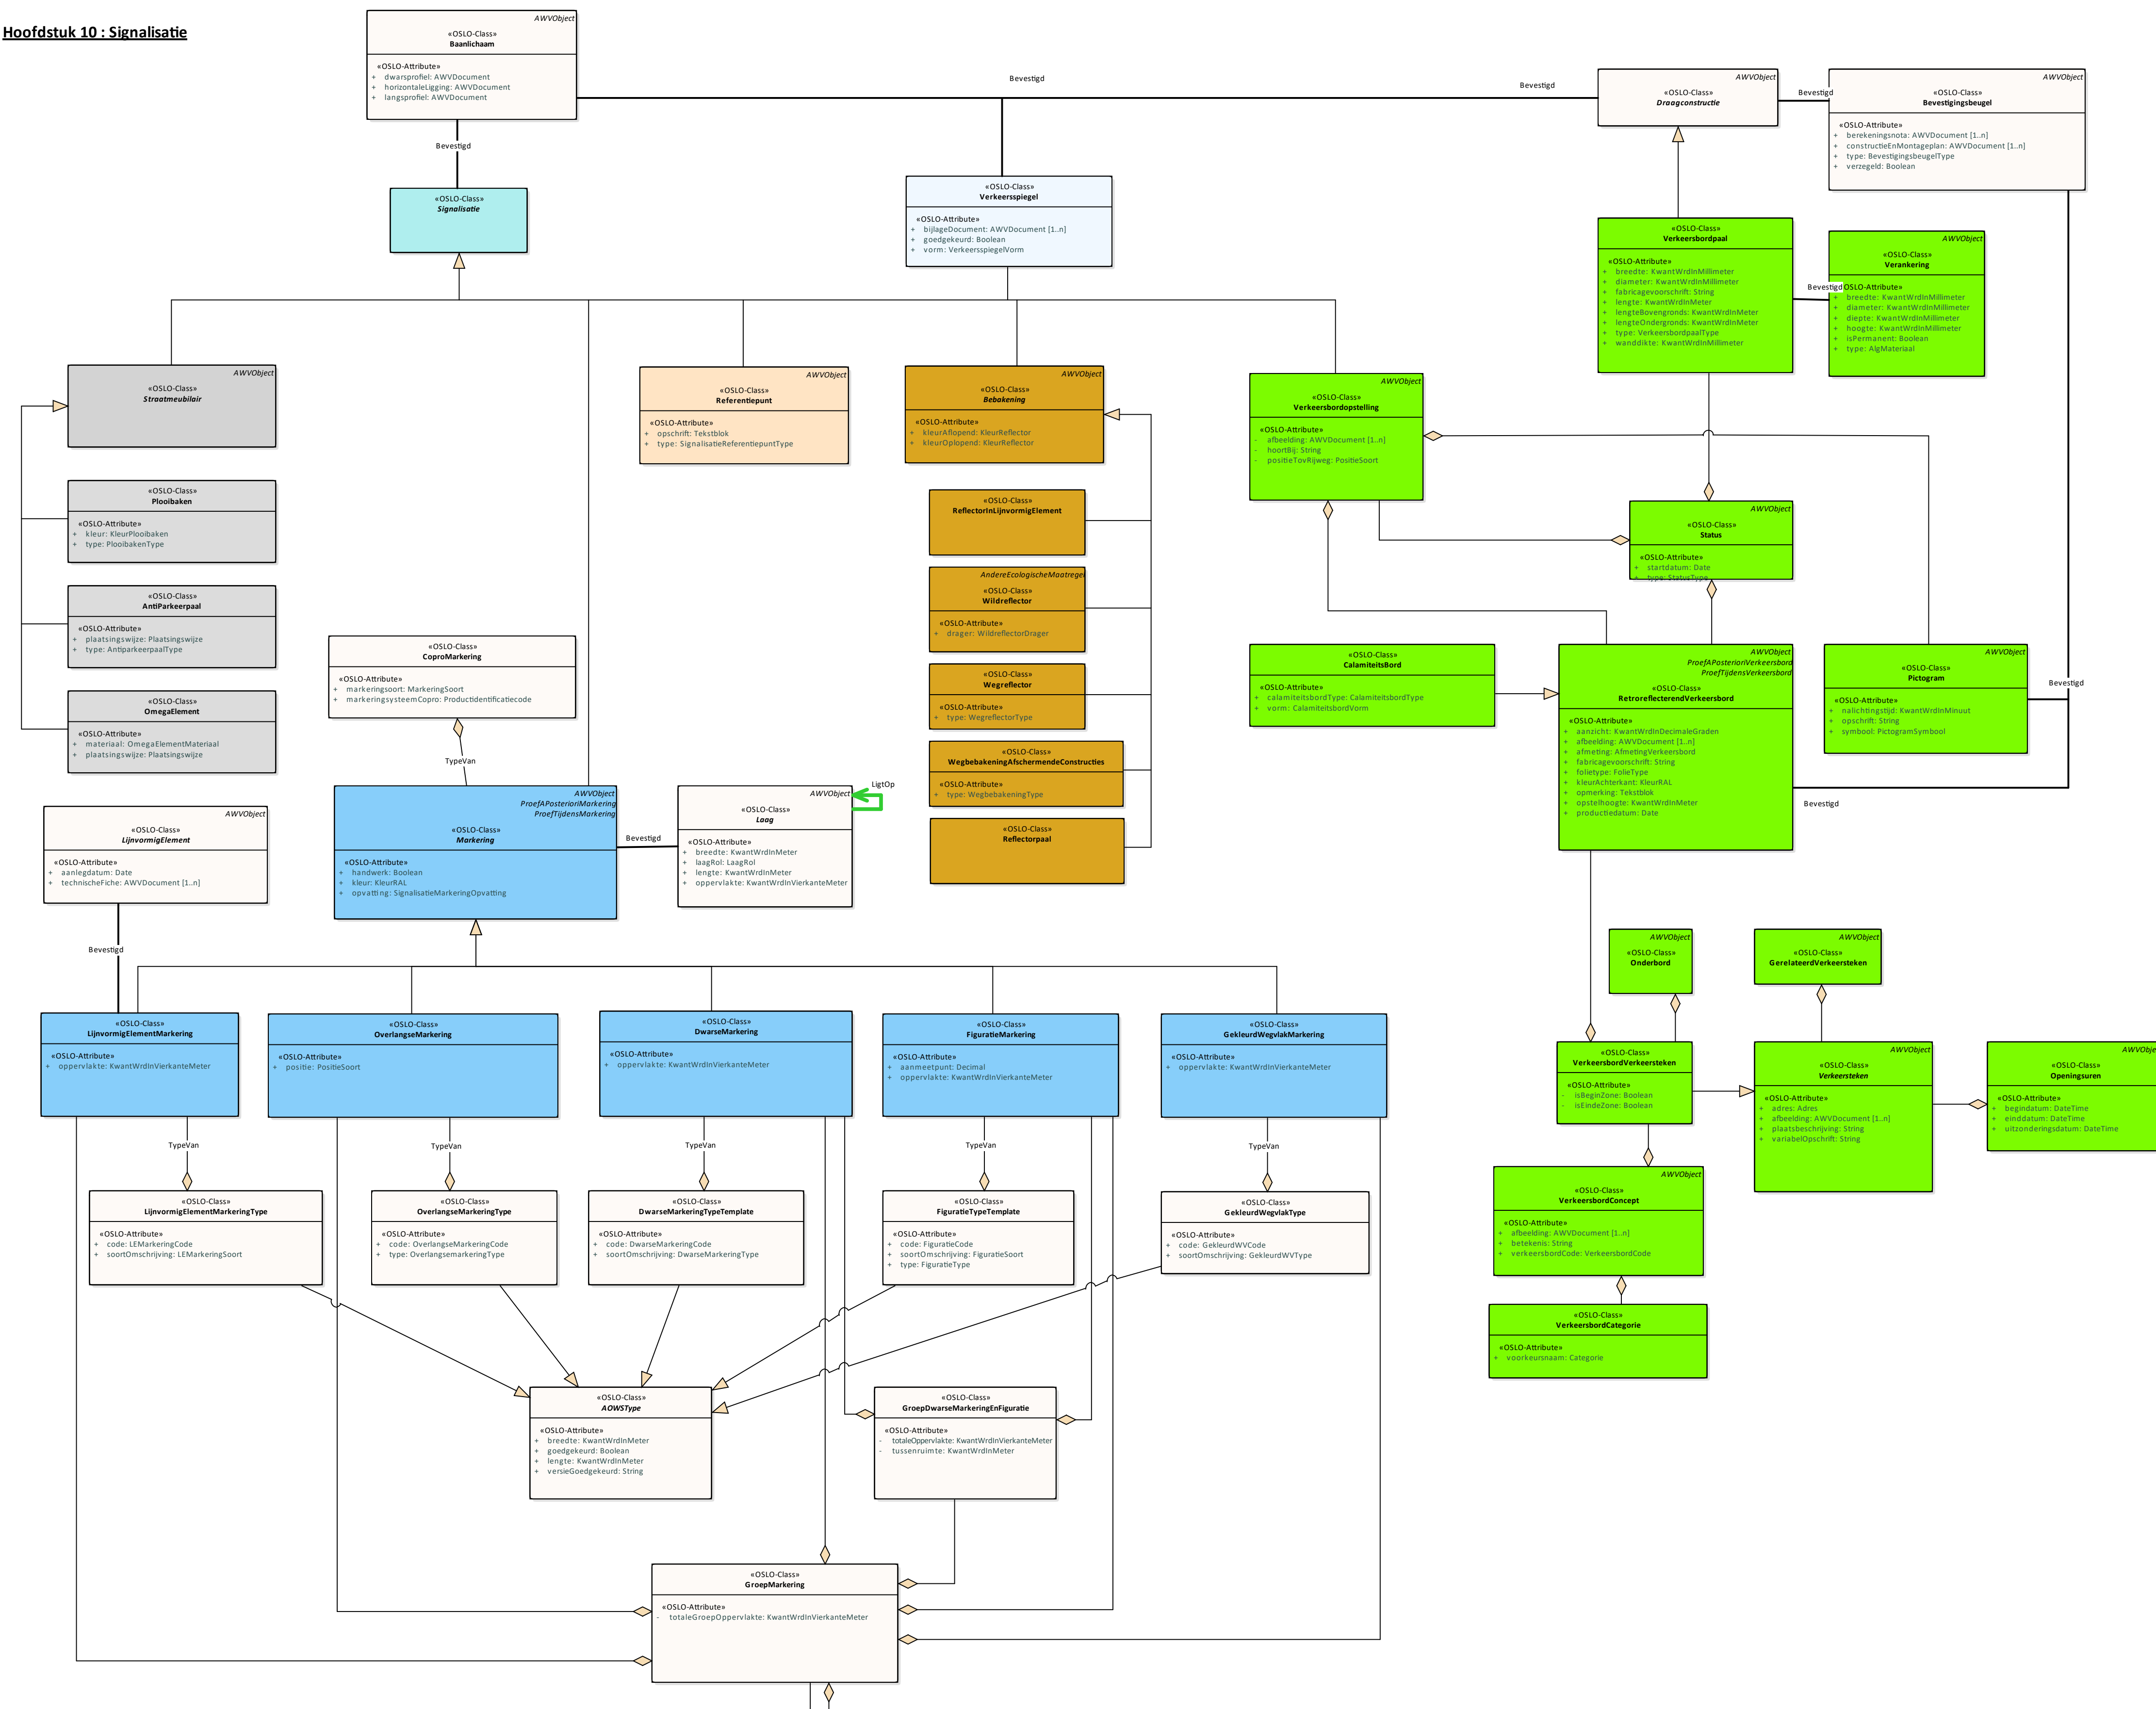 Hoofdstuk 10 : Signalisatie
AWVObject
«OSLO-Class»
Baanlichaam
«OSLO-Attribute»
+ dwarsprofiel: AWVDocument
+ horizontaleLigging: AWVDocument
+ langsprofiel: AWVDocument
Bevestigd
Bevestigd
AWVObject
«OSLO-Class»
Draagconstructie
Bevestigd
AWVObject
«OSLO-Class»
Bevestigingsbeugel
«OSLO-Attribute»
+ berekeningsnota: AWVDocument [1..n]
+ constructieEnMontageplan: AWVDocument [1..n]
+ type: BevestigingsbeugelType
+ verzegeld: Boolean
Bevestigd
«OSLO-Class»
Signalisatie
«OSLO-Class»
Verkeersspiegel
«OSLO-Attribute»
+ bijlageDocument: AWVDocument [1..n]
+ goedgekeurd: Boolean
+ vorm: VerkeersspiegelVorm
«OSLO-Class»
Verkeersbordpaal
«OSLO-Attribute»
+ breedte: KwantWrdInMillimeter
+ diameter: KwantWrdInMillimeter
+ fabricagevoorschrift: String
+ lengte: KwantWrdInMeter
+ lengteBovengronds: KwantWrdInMeter
+ lengteOndergronds: KwantWrdInMeter
+ type: VerkeersbordpaalType
+ wanddikte: KwantWrdInMillimeter
Bevestigd
AWVObject
«OSLO-Class»
Verankering
OSLO-Attribute»
+ breedte: KwantWrdInMillimeter
+ diameter: KwantWrdInMillimeter
+ diepte: KwantWrdInMillimeter
+ hoogte: KwantWrdInMillimeter
+ isPermanent: Boolean
+ type: AlgMateriaal
AWVObject
«OSLO-Class»
Straatmeubilair
AWVObject
«OSLO-Class»
Referentiepunt
«OSLO-Attribute»
+ opschrift: Tekstblok
+ type: SignalisatieReferentiepuntType
AWVObject
«OSLO-Class»
Bebakening
«OSLO-Attribute»
+ kleurAflopend: KleurReflector
+ kleurOplopend: KleurReflector
AWVObject
«OSLO-Class»
Verkeersbordopstelling
«OSLO-Attribute»
- afbeelding: AWVDocument [1..n]
- hoortBij: String
- positieTovRijweg: PositieSoort
«OSLO-Class»
Plooibaken
«OSLO-Attribute»
+ kleur: KleurPlooibaken
+ type: PlooibakenType
«OSLO-Class»
ReflectorInLijnvormigElement
AWVObject
«OSLO-Class»
Status
«OSLO-Attribute»
+ startdatum: Date
+ type: StatusType
AndereEcologischeMaatregel
«OSLO-Class»
Wildreflector
«OSLO-Attribute»
+ drager: WildreflectorDrager
«OSLO-Class»
AntiParkeerpaal
«OSLO-Attribute»
+ plaatsingswijze: Plaatsingswijze
+ type: AntiparkeerpaalType
«OSLO-Class»
CoproMarkering
«OSLO-Attribute»
+ markeringsoort: MarkeringSoort
+ markeringsysteemCopro: Productidentificatiecode
«OSLO-Class»
Wegreflector
«OSLO-Attribute»
+ type: WegreflectorType
«OSLO-Class»
CalamiteitsBord
«OSLO-Attribute»
+ calamiteitsbordType: CalamiteitsbordType
+ vorm: CalamiteitsbordVorm
AWVObject
ProefAPosterioriVerkeersbord
ProefTijdensVerkeersbord
«OSLO-Class»
RetroreflecterendVerkeersbord
«OSLO-Attribute»
+ aanzicht: KwantWrdInDecimaleGraden
+ afbeelding: AWVDocument [1..n]
+ afmeting: AfmetingVerkeersbord
+ fabricagevoorschrift: String
+ folietype: FolieType
+ kleurAchterkant: KleurRAL
+ opmerking: Tekstblok
+ opstelhoogte: KwantWrdInMeter
+ productiedatum: Date
AWVObject
«OSLO-Class»
Pictogram
«OSLO-Attribute»
+ nalichtingstijd: KwantWrdInMinuut
+ opschrift: String
+ symbool: PictogramSymbool
Bevestigd
Bevestigd
«OSLO-Class»
OmegaElement
«OSLO-Attribute»
+ materiaal: OmegaElementMateriaal
+ plaatsingswijze: Plaatsingswijze
TypeVan
«OSLO-Class»
WegbebakeningAfschermendeConstructies
«OSLO-Attribute»
+ type: WegbebakeningType
«OSLO-Class»
Reflectorpaal
AWVObject
«OSLO-Class»
LijnvormigElement
«OSLO-Attribute»
+ aanlegdatum: Date
+ technischeFiche: AWVDocument [1..n]
AWVObject
ProefAPosterioriMarkering
ProefTijdensMarkering
«OSLO-Class»
Markering
«OSLO-Attribute»
+ handwerk: Boolean
+ kleur: KleurRAL
+ opvatting: SignalisatieMarkeringOpvatting
Bevestigd
AWVObject
«OSLO-Class»
Laag
«OSLO-Attribute»
+ breedte: KwantWrdInMeter
+ laagRol: LaagRol
+ lengte: KwantWrdInMeter
+ oppervlakte: KwantWrdInVierkanteMeter
LigtOp
Bevestigd
AWVObject
«OSLO-Class»
Onderbord
AWVObject
«OSLO-Class»
GerelateerdVerkeersteken
«OSLO-Class»
LijnvormigElementMarkering
«OSLO-Attribute»
+ oppervlakte: KwantWrdInVierkanteMeter
«OSLO-Class»
OverlangseMarkering
«OSLO-Attribute»
+ positie: PositieSoort
«OSLO-Class»
DwarseMarkering
«OSLO-Attribute»
+ oppervlakte: KwantWrdInVierkanteMeter
«OSLO-Class»
FiguratieMarkering
«OSLO-Attribute»
+ aanmeetpunt: Decimal
+ oppervlakte: KwantWrdInVierkanteMeter
«OSLO-Class»
GekleurdWegvlakMarkering
«OSLO-Attribute»
+ oppervlakte: KwantWrdInVierkanteMeter
«OSLO-Class»
VerkeersbordVerkeersteken
«OSLO-Attribute»
- isBeginZone: Boolean
- isEindeZone: Boolean
AWVObject
«OSLO-Class»
Verkeersteken
«OSLO-Attribute»
+ adres: Adres
+ afbeelding: AWVDocument [1..n]
+ plaatsbeschrijving: String
+ variabelOpschrift: String
AWVObje
«OSLO-Class»
Openingsuren
«OSLO-Attribute»
+ begindatum: DateTime
+ einddatum: DateTime
+ uitzonderingsdatum: DateTime
TypeVan
TypeVan
TypeVan
TypeVan
TypeVan
«OSLO-Class»
LijnvormigElementMarkeringType
«OSLO-Attribute»
+ code: LEMarkeringCode
+ soortOmschrijving: LEMarkeringSoort
«OSLO-Class»
OverlangseMarkeringType
«OSLO-Attribute»
+ code: OverlangseMarkeringCode
+ type: OverlangsemarkeringType
«OSLO-Class»
DwarseMarkeringTypeTemplate
«OSLO-Attribute»
+ code: DwarseMarkeringCode
+ soortOmschrijving: DwarseMarkeringType
«OSLO-Class»
FiguratieTypeTemplate
«OSLO-Attribute»
+ code: FiguratieCode
+ soortOmschrijving: FiguratieSoort
+ type: FiguratieType
«OSLO-Class»
GekleurdWegvlakType
«OSLO-Attribute»
+ code: GekleurdWVCode
+ soortOmschrijving: GekleurdWVType
AWVObject
«OSLO-Class»
VerkeersbordConcept
«OSLO-Attribute»
+ afbeelding: AWVDocument [1..n]
+ betekenis: String
+ verkeersbordCode: VerkeersbordCode
«OSLO-Class»
VerkeersbordCategorie
«OSLO-Attribute»
+ voorkeursnaam: Categorie
«OSLO-Class»
AOWSType
«OSLO-Attribute»
+ breedte: KwantWrdInMeter
+ goedgekeurd: Boolean
+ lengte: KwantWrdInMeter
+ versieGoedgekeurd: String
«OSLO-Class»
GroepDwarseMarkeringEnFiguratie
«OSLO-Attribute»
- totaleOppervlakte: KwantWrdInVierkanteMeter
- tussenruimte: KwantWrdInMeter
«OSLO-Class»
GroepMarkering
«OSLO-Attribute»
- totaleGroepOppervlakte: KwantWrdInVierkanteMeter